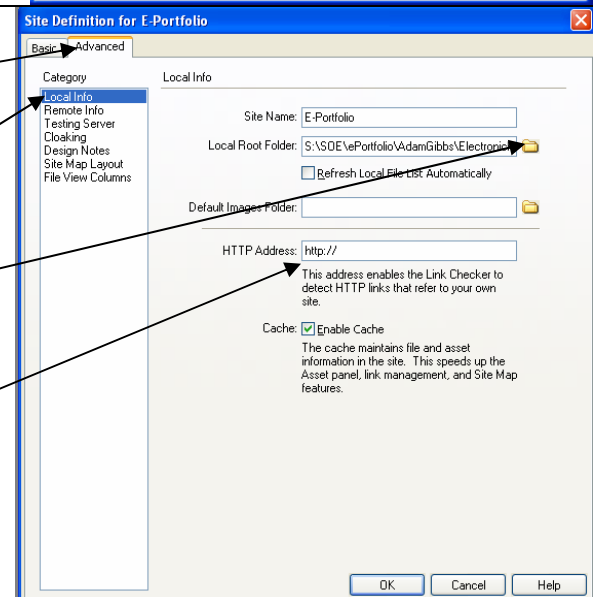 Site Definition for E-Portfolio
Basic Advanced
Category
Local Info
Remote Info
Testing Server
Cloaking
Design Notes
Site Map Layout
File View Columns
Local Info
Site Name: E-Portfolio
Local Root Folder: S:\SOE\ePortfolio\AdamGibbs\Electronic
Refresh Local File List Automatically
Default Images Folder:
HTTP Address: http://
This address enables the Link Checker to
detect HTTP links that refer to your own
site.
Cache: Enable Cache
The cache maintains file and asset
information in the site. This speeds up the
Asset panel, link management, and Site Map
features.
OK Cancel Help